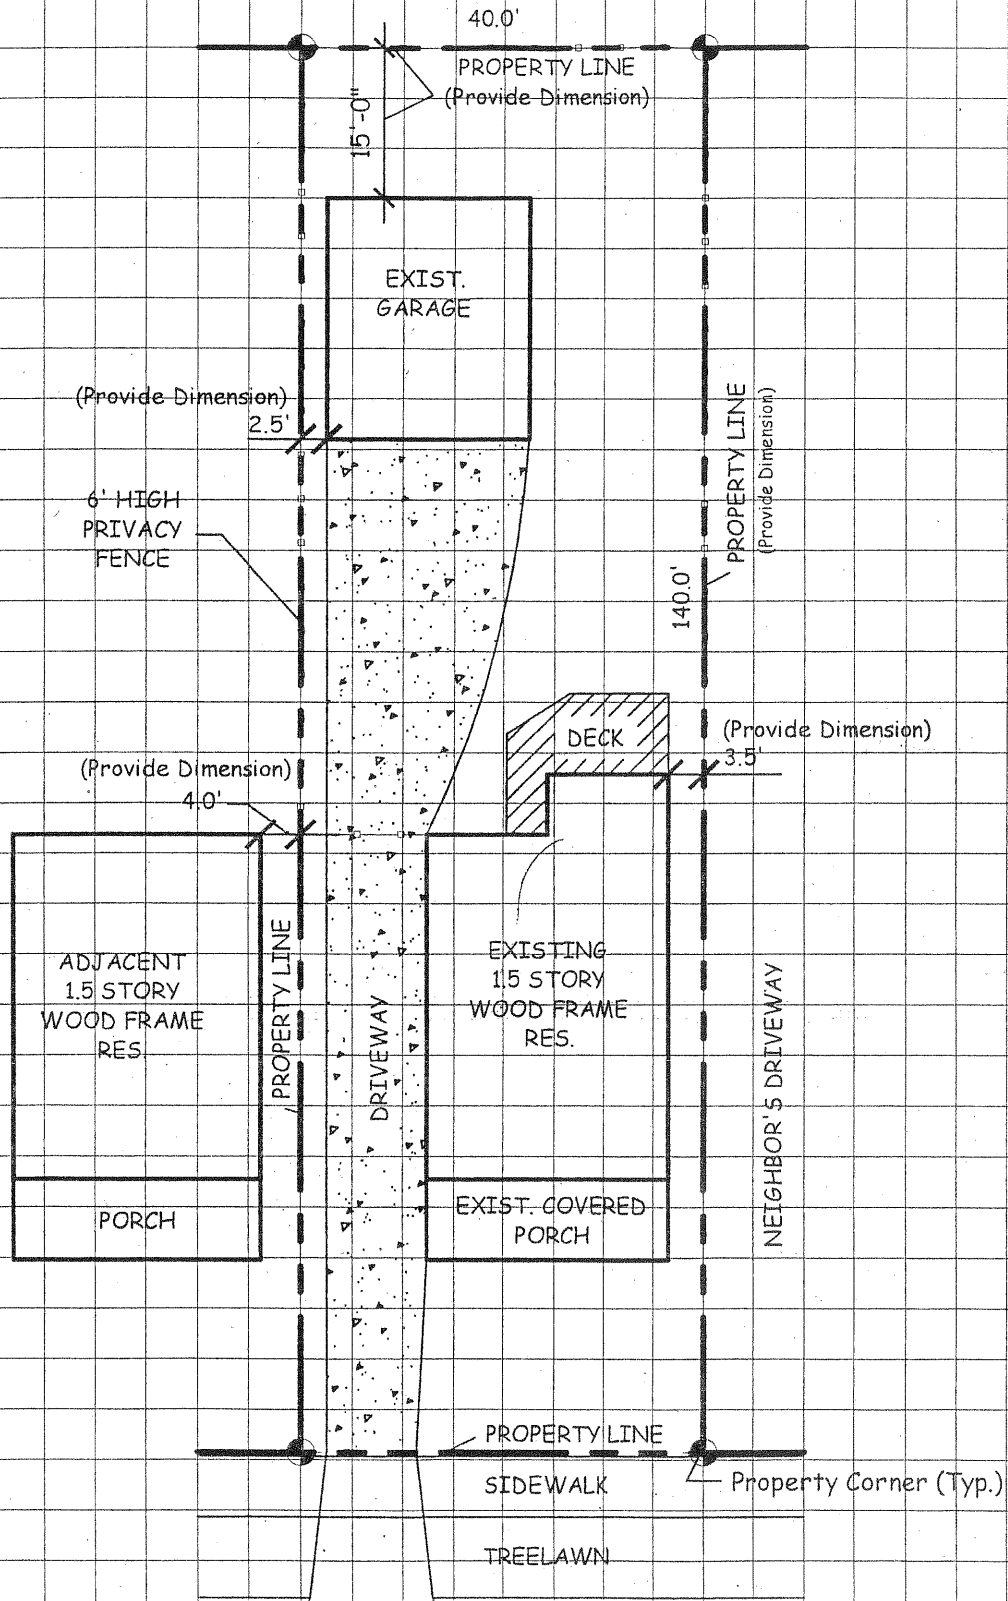 40.0'
PROPERTY LINE
(Provide Dimension)
15'-0"
EXIST.
GARAGE
(Provide Dimension)
2.5'
6' HIGH
PRIVACY
FENCE
PROPERTY LINE
(Provide Dimension)
140.0'
DECK
(Provide Dimension)
3.5'
(Provide Dimension)
4.0'
ADJACENT
1.5 STORY
WOOD FRAME
RES.
PROPERTY LINE
DRIVEWAY
EXISTING
1.5 STORY
WOOD FRAME
RES.
NEIGHBOR'S DRIVEWAY
PORCH
EXIST. COVERED
PORCH
PROPERTY LINE
SIDEWALK
Property Corner (Typ.)
TREELAWN